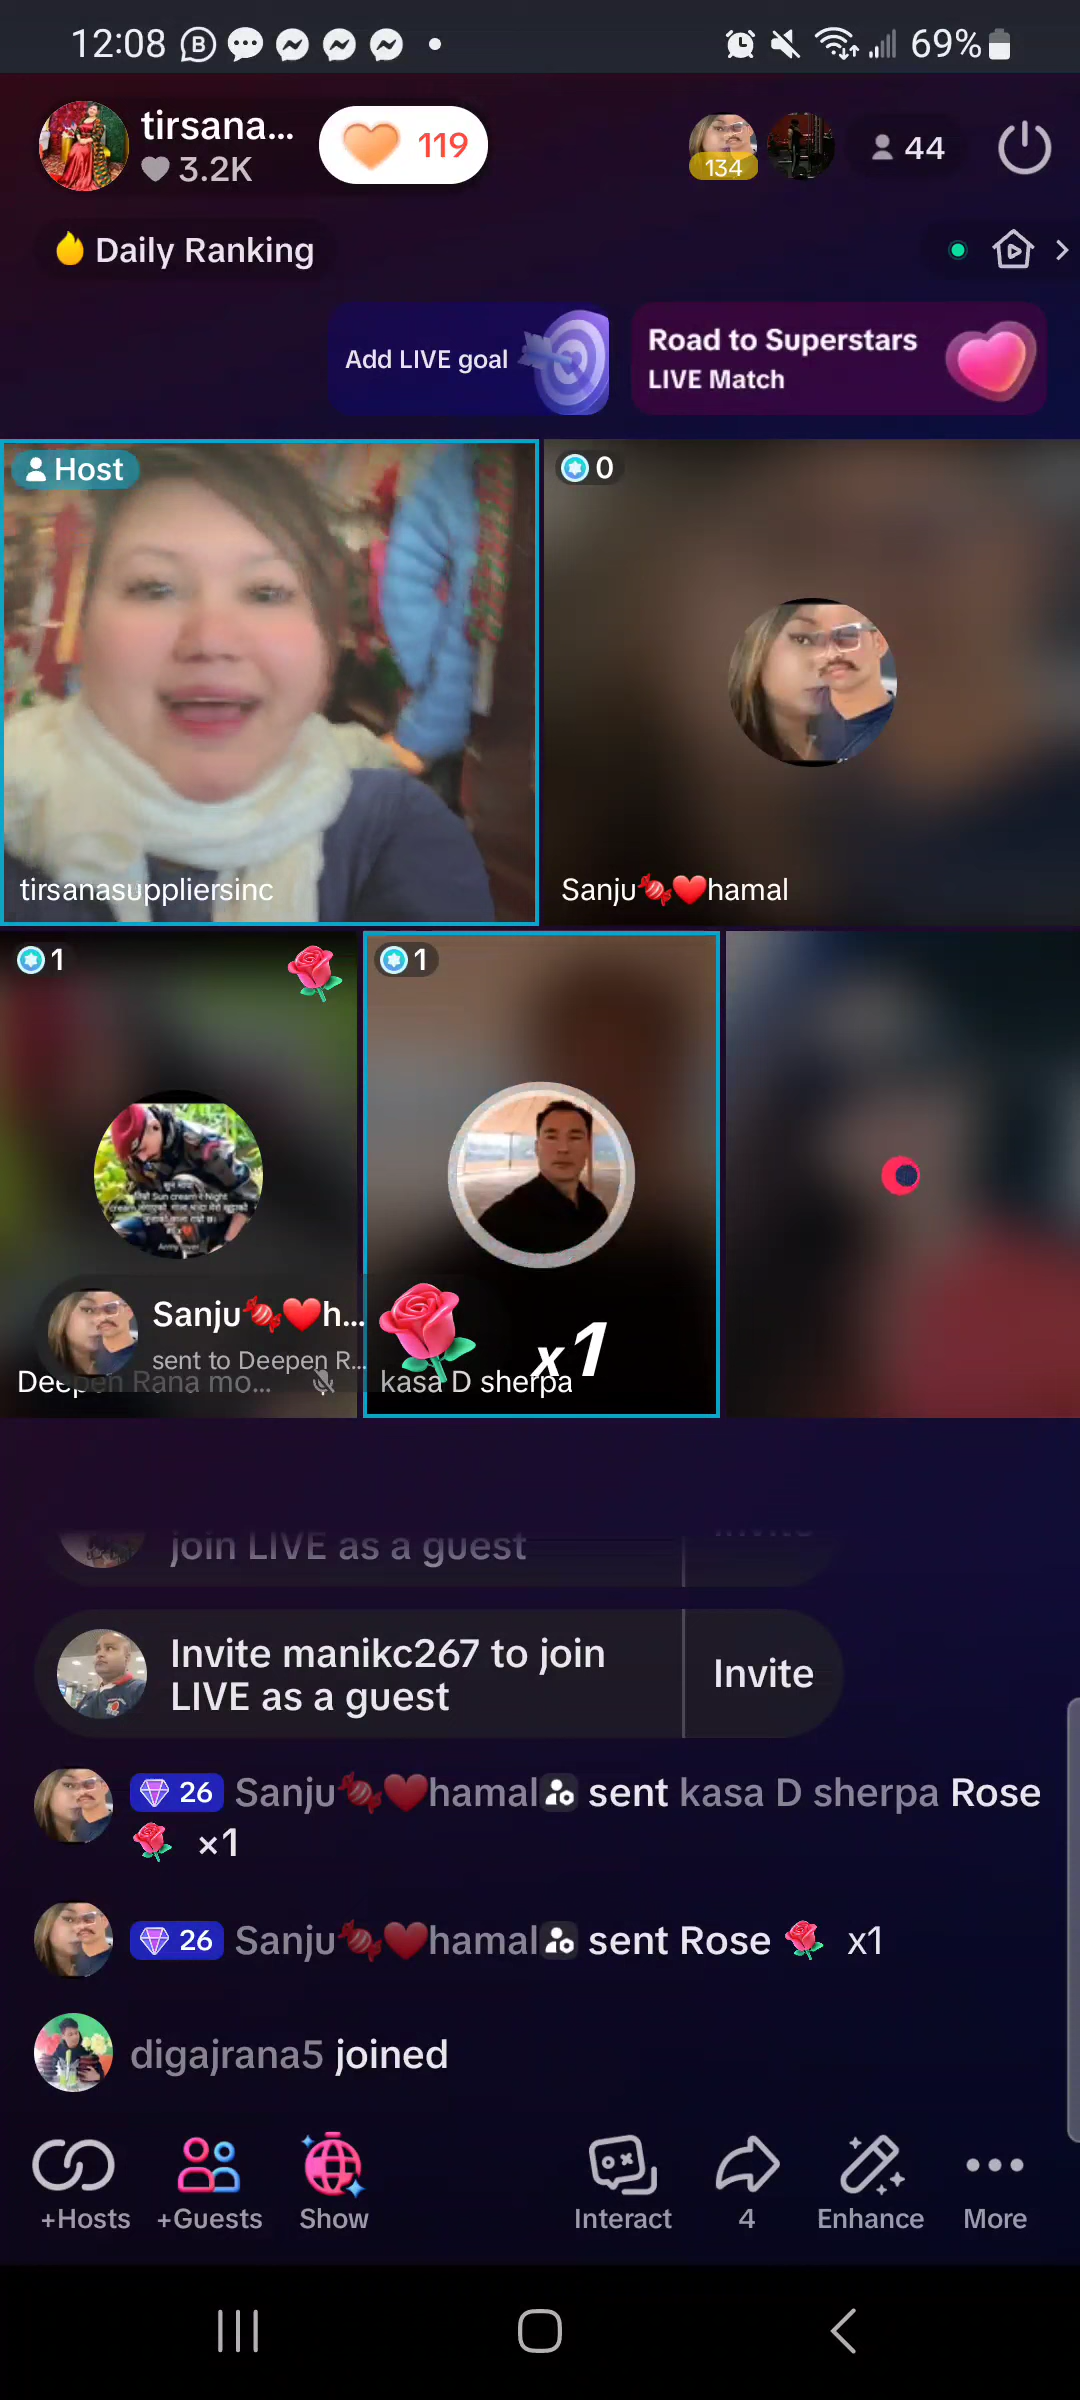 12:08
69%
tirsana...
3.2K
119
134
44
Daily Ranking
Add LIVE goal
Road to Superstars
LIVE Match
Host
0
tirsanasuppliersinc
Sanju🍬❤️hamal
1
1
Sanju🍬❤️h...
sent to Deepen R...
x1
Deepen Rana mo...
kasa D sherpa
join LIVE as a guest
Invite manikc267 to join
LIVE as a guest
Invite
26 Sanju🍬❤️hamal sent kasa D sherpa Rose
🌹 ×1
26 Sanju🍬❤️hamal sent Rose 🌹 x1
digajrana5 joined
+Hosts
+Guests
Show
Interact
4
Enhance
More